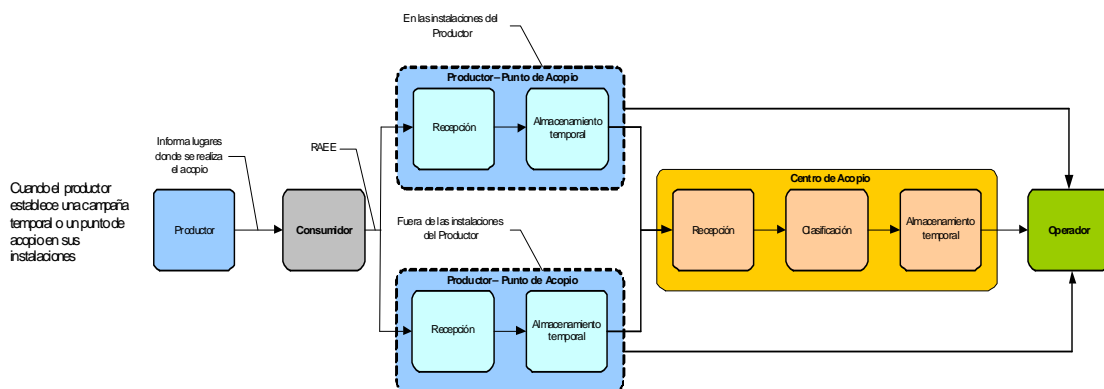 En las instalaciones del
Productor
Productor– Punto de Acopio
Recepción
Almacenamiento
temporal
Informa lugares
donde se realiza
el acopio
RAEE
Cuando el productor
establece una campaña
temporal o un punto de
acopio en sus
instalaciones
Productor
Consumidor
Fuera de las instalaciones
del Productor
Centro de Acopio
Recepción
Clasificación
Almacenamiento
temporal
Operador
Productor– Punto de Acopio
Recepción
Almacenamiento
temporal